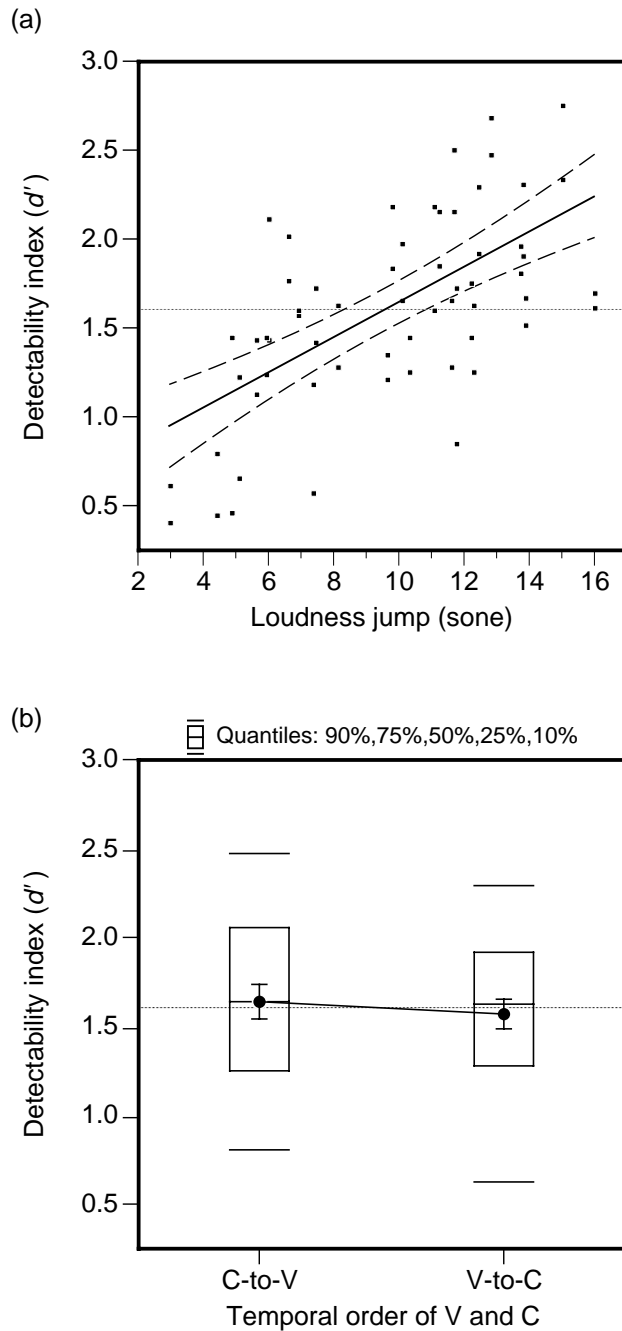 (a)
3.0
2.5
2.0
1.5
1.0
0.5
Detectability index (d′)
2 4 6 8 10 12 14 16
Loudness jump (sone)
(b)
Quantiles: 90%,75%,50%,25%,10%
3.0
2.5
2.0
1.5
1.0
0.5
Detectability index (d′)
C-to-V V-to-C
Temporal order of V and C